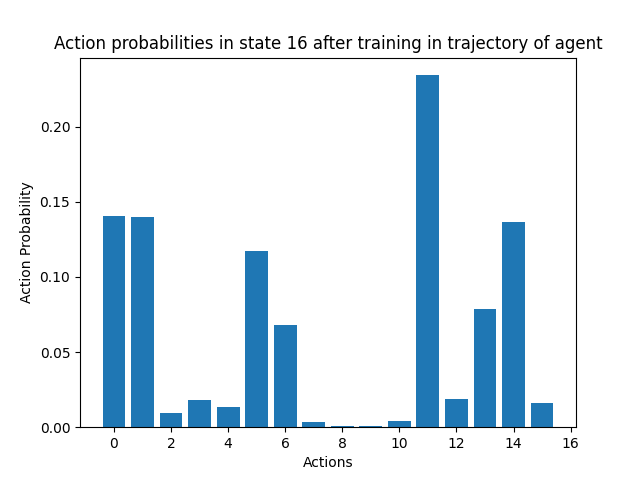 Action probabilities in state 16 after training in trajectory of agent
0.20
0.15
0.10
0.05
0.00
Action Probability
0 2 4 6 8 10 12 14 16
Actions